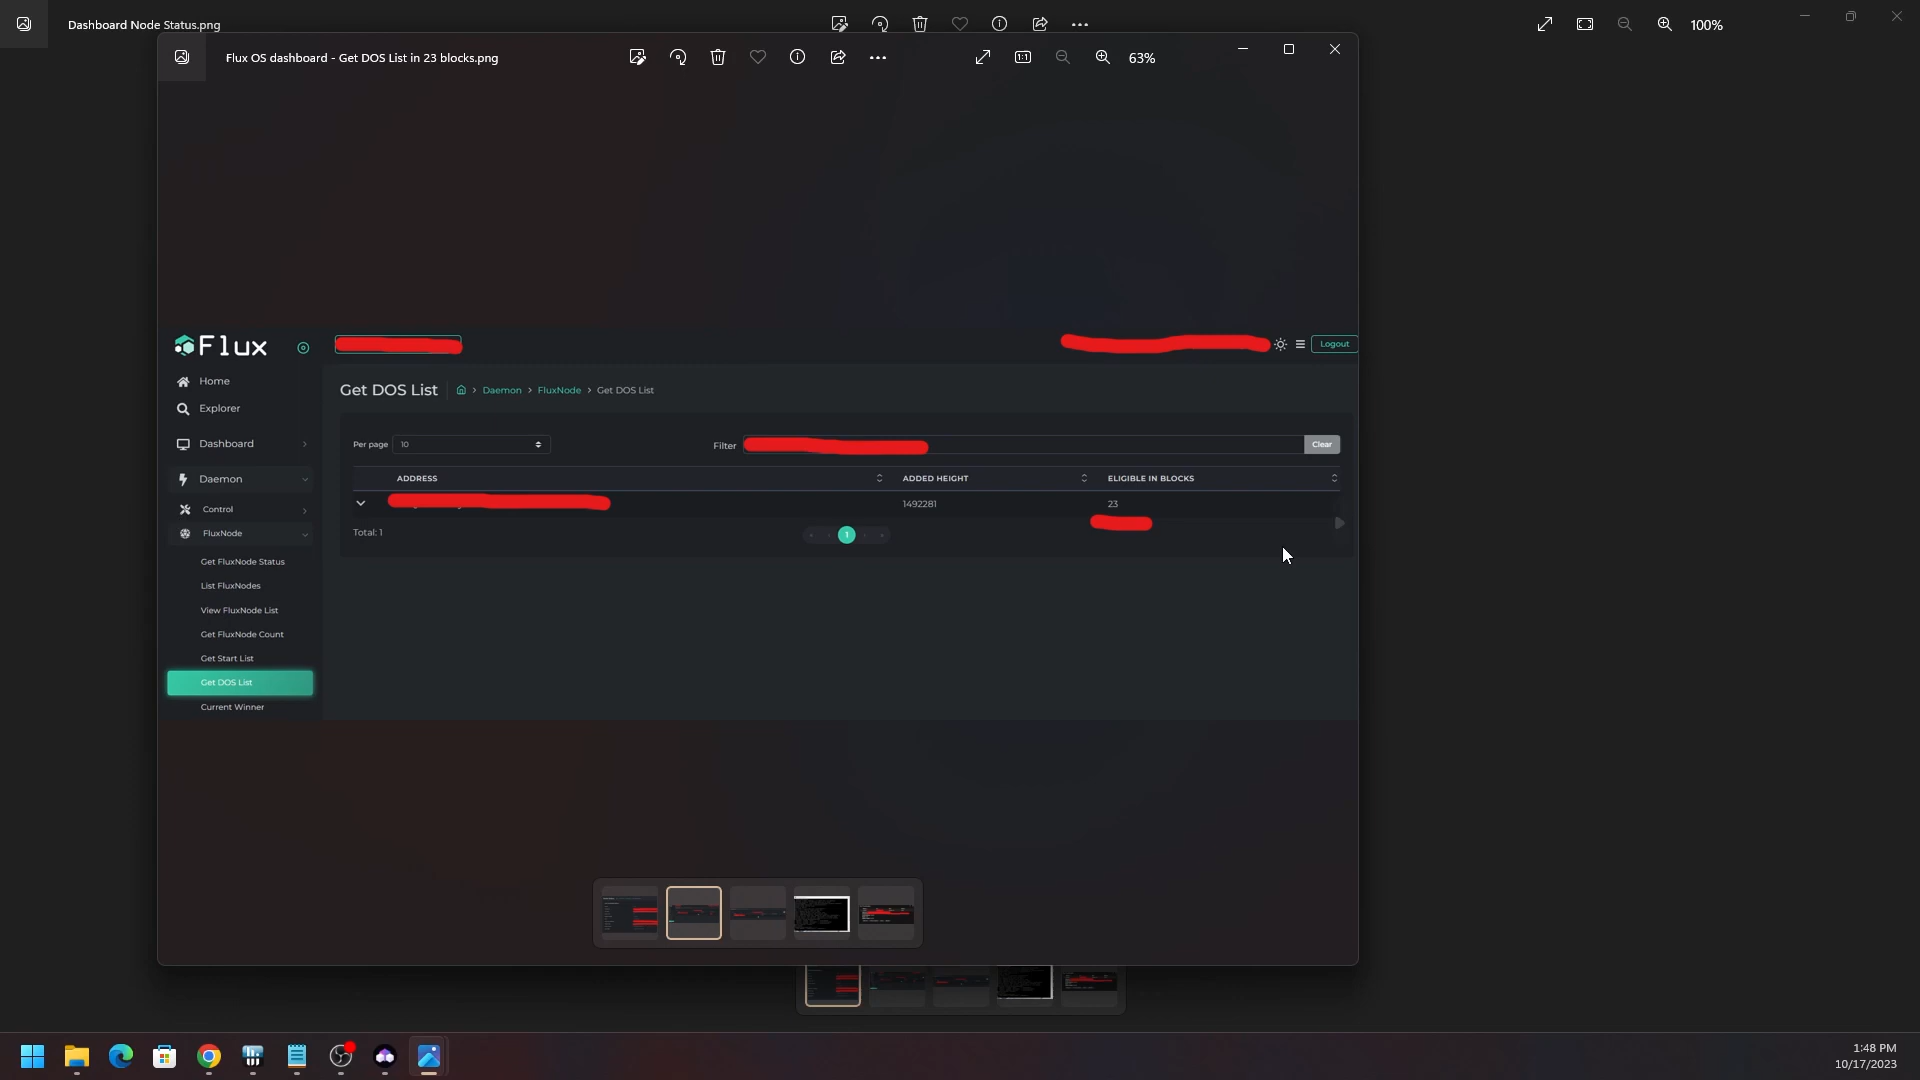 Dashboard Node Status.png
100%
Flux OS dashboard - Get DOS List in 23 blocks.png
63%
Flux
Logout
Home
Explorer
Dashboard
Daemon
Control
FluxNode
Get FluxNode Status
List FluxNodes
View FluxNode List
Get FluxNode Count
Get Start List
Get DOS List
Current Winner
Get DOS List
Daemon > FluxNode > Get DOS List
Per page 10
Filter
Clear
ADDRESS ADDED HEIGHT ELIGIBLE IN BLOCKS
1492281 23
Total: 1
1
1:48 PM
10/17/2023